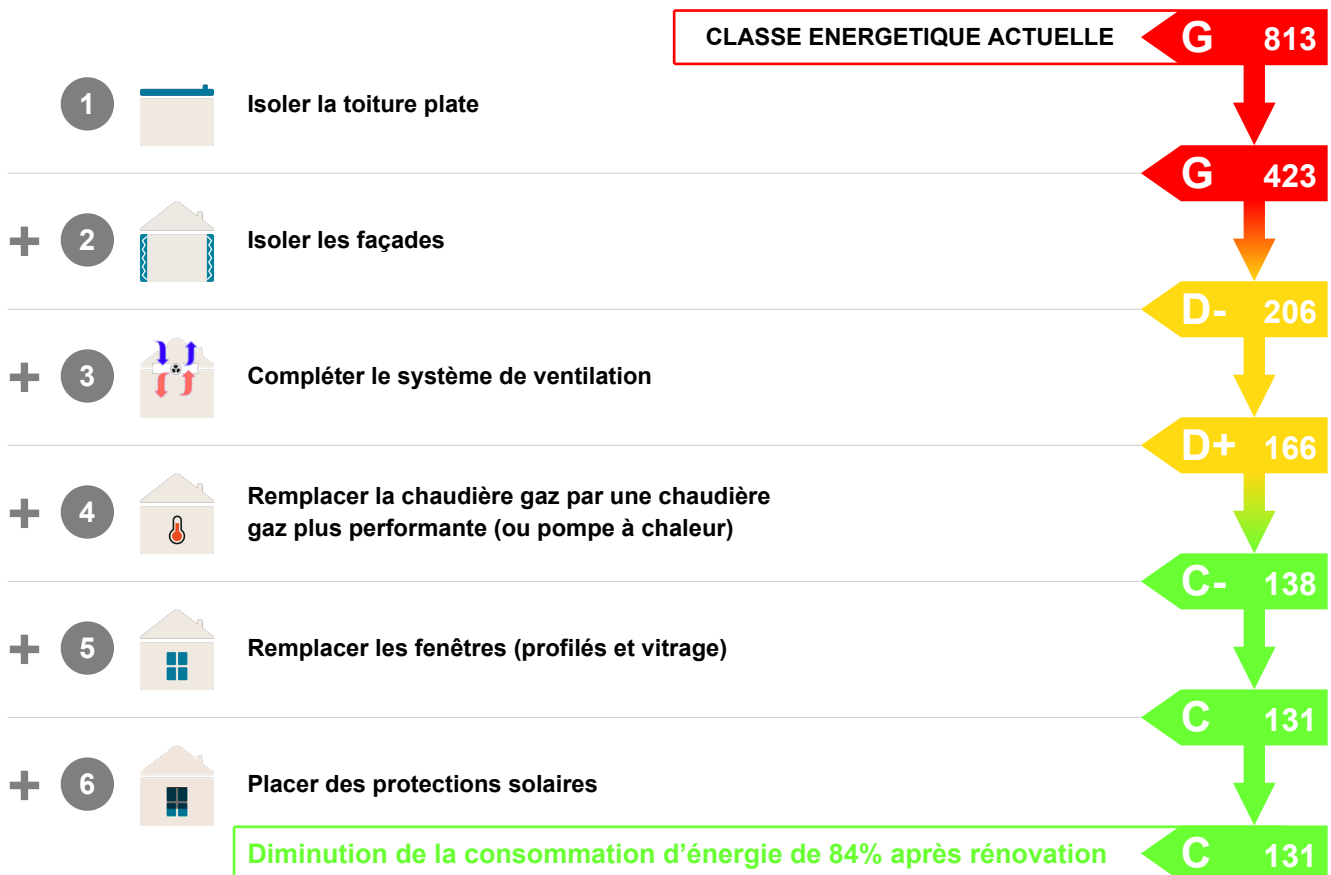 CLASSE ENERGETIQUE ACTUELLE G 813
1 Isoler la toiture plate
G 423
+ 2 Isoler les façades
D- 206
+ 3 Compléter le système de ventilation
D+ 166
+ 4 Remplacer la chaudière gaz par une chaudière
gaz plus performante (ou pompe à chaleur)
C- 138
+ 5 Remplacer les fenêtres (profilés et vitrage)
C 131
+ 6 Placer des protections solaires
Diminution de la consommation d’énergie de 84% après rénovation C 131